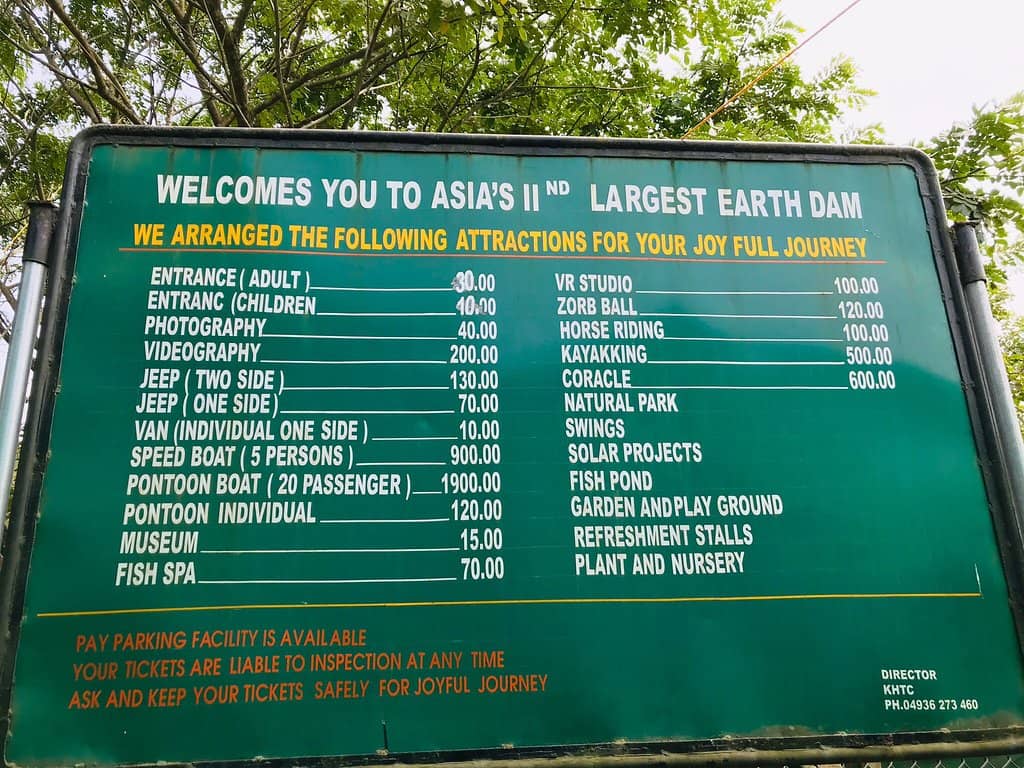 WELCOMES YOU TO ASIA'S II ND LARGEST EARTH DAM
WE ARRANGED THE FOLLOWING ATTRACTIONS FOR YOUR JOY FULL JOURNEY
ENTRANCE ( ADULT ) 30.00
ENTRANC (CHILDREN 10.00
PHOTOGRAPHY 40.00
VIDEOGRAPHY 200.00
JEEP ( TWO SIDE ) 130.00
JEEP ( ONE SIDE ) 70.00
VAN (INDIVIDUAL ONE SIDE ) 10.00
SPEED BOAT ( 5 PERSONS ) 900.00
PONTOON BOAT ( 20 PASSENGER ) 1900.00
PONTOON INDIVIDUAL 120.00
MUSEUM 15.00
FISH SPA 70.00
VR STUDIO 100.00
ZORB BALL 120.00
HORSE RIDING 100.00
KAYAKKING 500.00
CORACLE 600.00
NATURAL PARK
SWINGS
SOLAR PROJECTS
FISH POND
GARDEN AND PLAY GROUND
REFRESHMENT STALLS
PLANT AND NURSERY
PAY PARKING FACILITY IS AVAILABLE
YOUR TICKETS ARE LIABLE TO INSPECTION AT ANY TIME
ASK AND KEEP YOUR TICKETS SAFELY FOR JOYFUL JOURNEY
DIRECTOR
KHTC
PH.04936 273 460